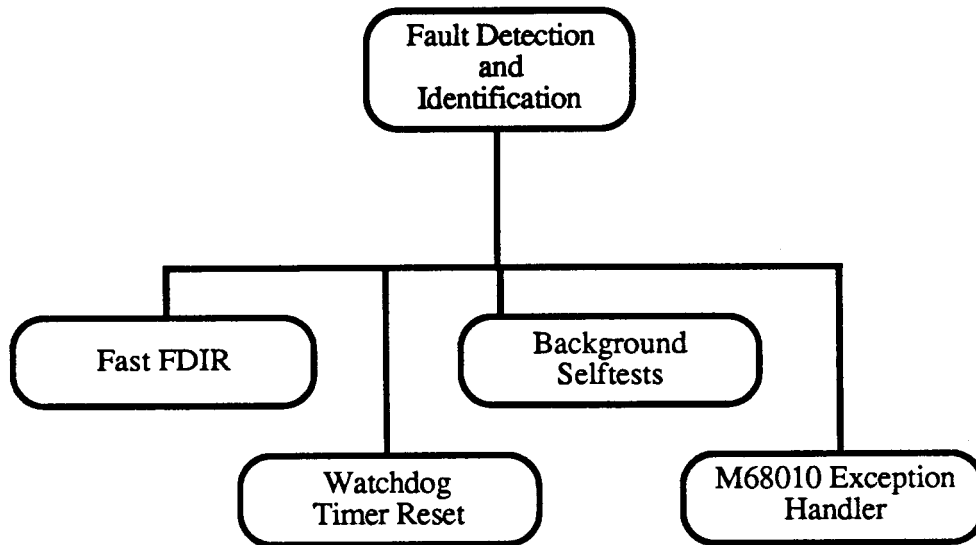 Fault Detection
and
Identification
Fast FDIR
Background
Selftests
Watchdog
Timer Reset
M68010 Exception
Handler